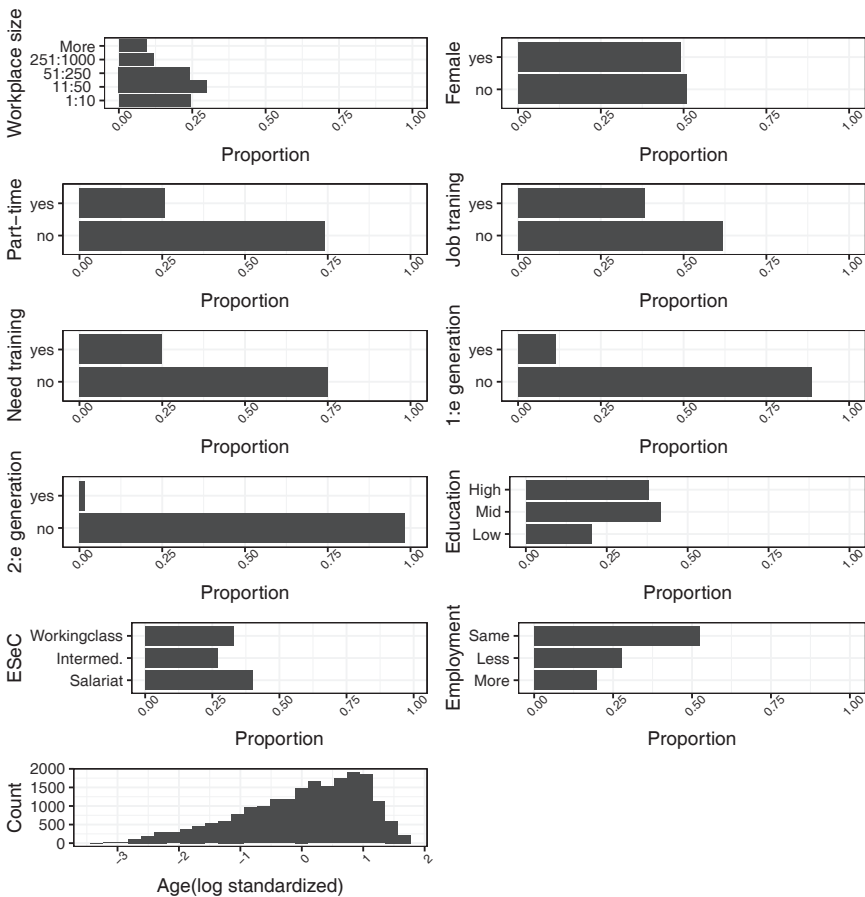 Workplace size
More
251:1000
51:250
11:50
1:10
0.00 0.25 0.50 0.75 1.00
Proportion
Female
yes
no
0.00 0.25 0.50 0.75 1.00
Proportion
Part−time
yes
no
0.00 0.25 0.50 0.75 1.00
Proportion
Job traning
yes
no
0.00 0.25 0.50 0.75 1.00
Proportion
Need training
yes
no
0.00 0.25 0.50 0.75 1.00
Proportion
1:e generation
yes
no
0.00 0.25 0.50 0.75 1.00
Proportion
2:e generation
yes
no
0.00 0.25 0.50 0.75 1.00
Proportion
Education
High
Mid
Low
0.00 0.25 0.50 0.75 1.00
Proportion
ESeC
Workingclass
Intermed.
Salariat
0.00 0.25 0.50 0.75 1.00
Proportion
Employment
Same
Less
More
0.00 0.25 0.50 0.75 1.00
Proportion
Count
2000
1500
1000
500
0
−3 −2 −1 0 1 2
Age(log standardized)